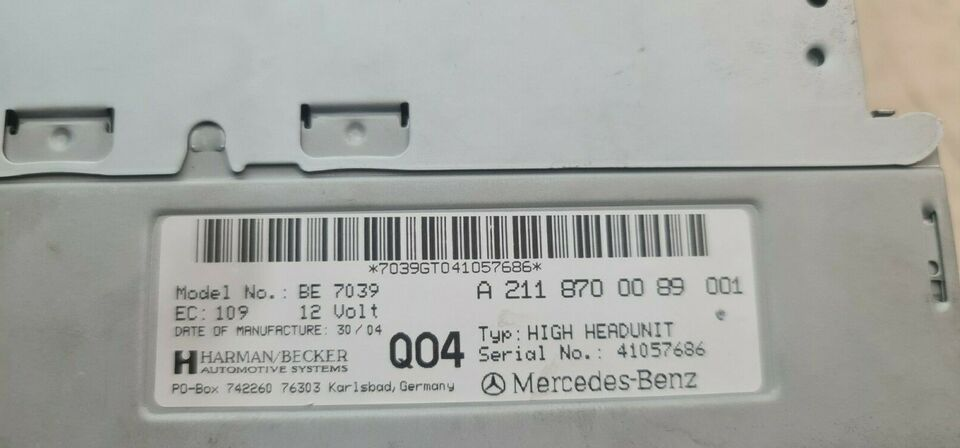 *7039GT041057686*
Model No.: BE 7039
A 211 870 00 89 001
EC: 109 12 Volt
DATE OF MANUFACTURE: 30/04
HARMAN/BECKER
AUTOMOTIVE SYSTEMS
Q04
Typ: HIGH HEADUNIT
Serial No.: 41057686
PO-Box 742260 76303 Karlsbad, Germany
Mercedes-Benz